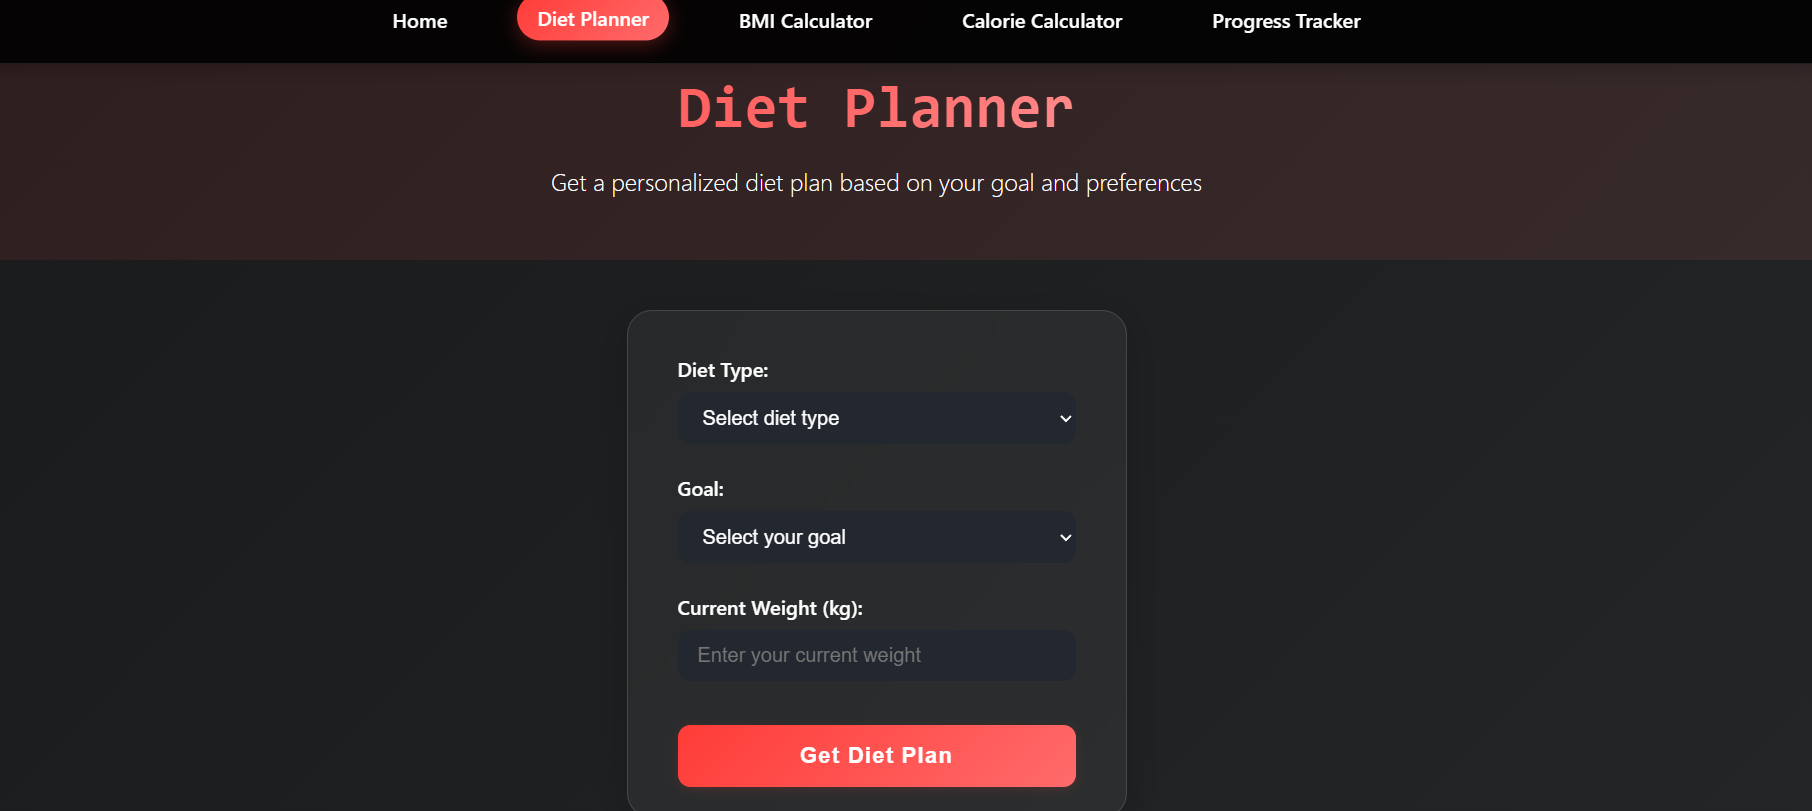 Home Diet Planner BMI Calculator Calorie Calculator Progress Tracker
Diet Planner
Get a personalized diet plan based on your goal and preferences
Diet Type:
Select diet type
Goal:
Select your goal
Current Weight (kg):
Enter your current weight
Get Diet Plan